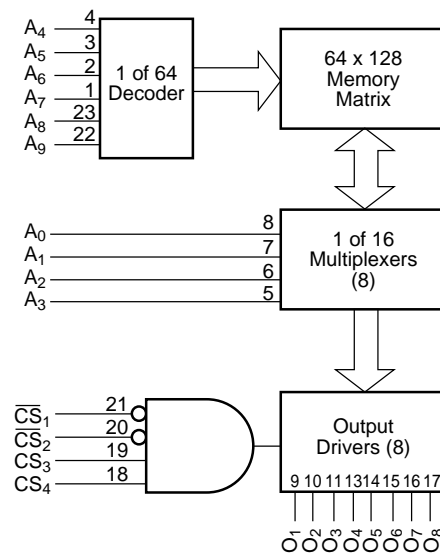 A4 4
A5 3
A6 2
A7 1
A8 23
A9 22
1 of 64
Decoder
64 x 128
Memory
Matrix
A0 8
A1 7
A2 6
A3 5
1 of 16
Multiplexers
(8)
C̅S̅1 21
C̅S̅2 20
CS3 19
CS4 18
Output
Drivers (8)
9 10 11 13 14 15 16 17
O1 O2 O3 O4 O5 O6 O7 O8